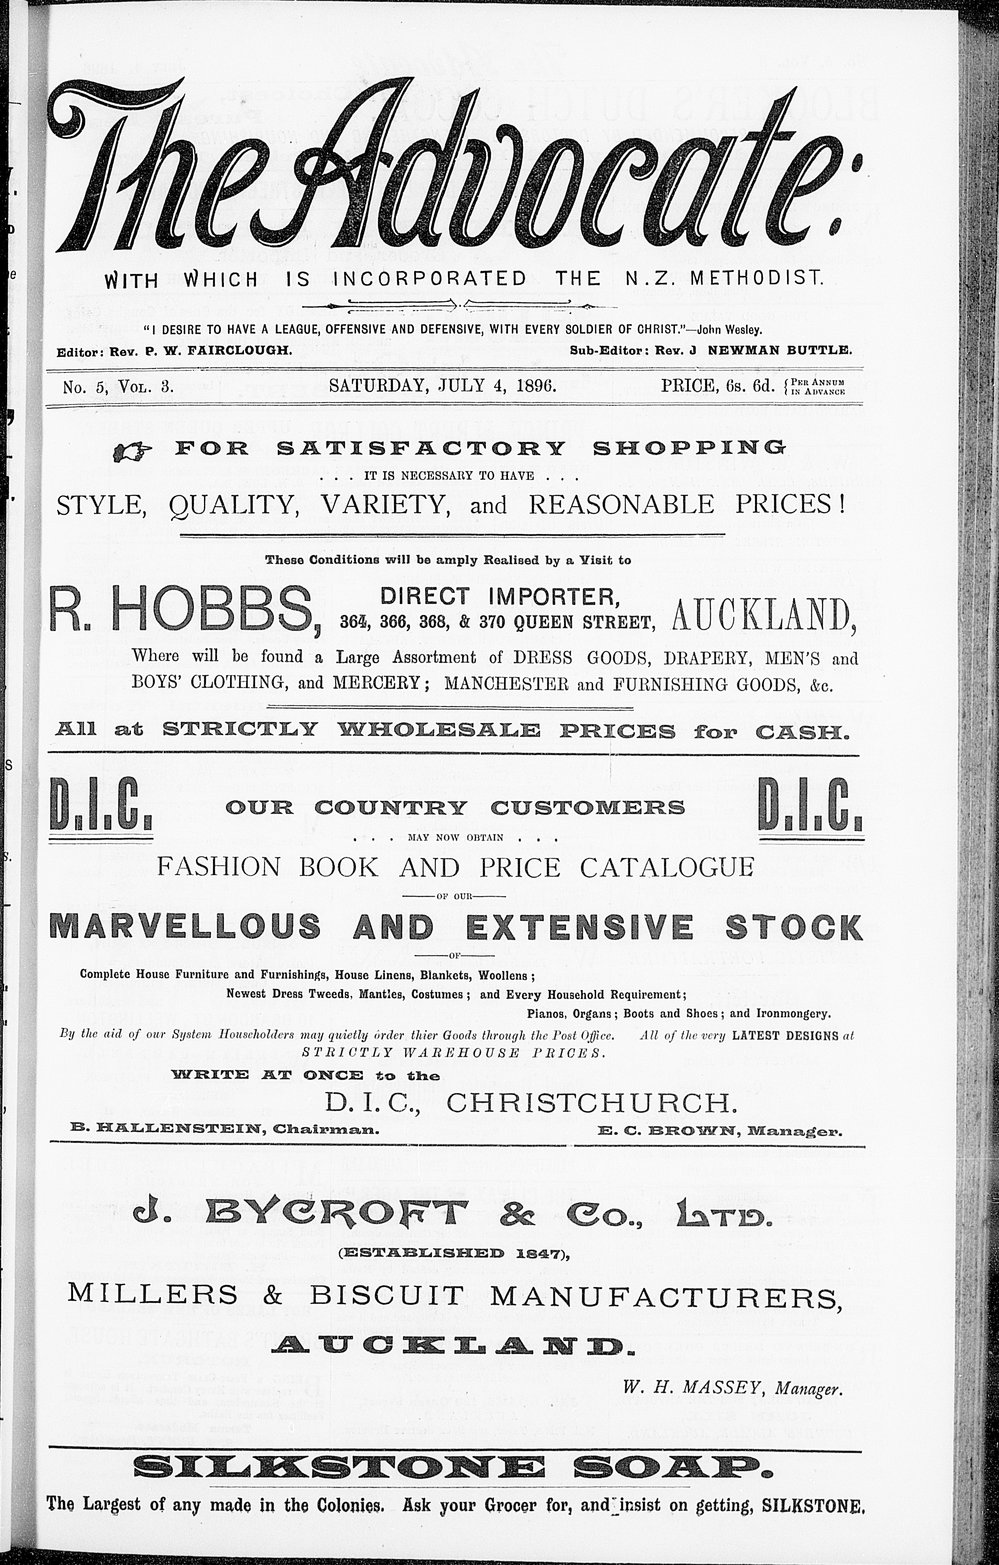 The Advocate:
WITH WHICH IS INCORPORATED THE N.Z. METHODIST.
"I DESIRE TO HAVE A LEAGUE, OFFENSIVE AND DEFENSIVE, WITH EVERY SOLDIER OF CHRIST."—John Wesley.
Editor: Rev. P. W. FAIRCLOUGH. Sub-Editor: Rev. J NEWMAN BUTTLE.
No. 5, VOL. 3. SATURDAY, JULY 4, 1896. PRICE, 6s. 6d. { PER ANNUM IN ADVANCE
FOR SATISFACTORY SHOPPING
. . . IT IS NECESSARY TO HAVE . . .
STYLE, QUALITY, VARIETY, and REASONABLE PRICES!
These Conditions will be amply Realised by a Visit to
R. HOBBS, DIRECT IMPORTER, 364, 366, 368, & 370 QUEEN STREET, AUCKLAND,
Where will be found a Large Assortment of DRESS GOODS, DRAPERY, MEN'S and
BOYS' CLOTHING, and MERCERY; MANCHESTER and FURNISHING GOODS, &c.
All at STRICTLY WHOLESALE PRICES for CASH.
D.I.C. OUR COUNTRY CUSTOMERS D.I.C.
. . . MAY NOW OBTAIN . . .
FASHION BOOK AND PRICE CATALOGUE
——OF OUR——
MARVELLOUS AND EXTENSIVE STOCK
——OF——
Complete House Furniture and Furnishings, House Linens, Blankets, Woollens;
Newest Dress Tweeds, Mantles, Costumes; and Every Household Requirement;
Pianos, Organs; Boots and Shoes; and Ironmongery.
By the aid of our System Householders may quietly order thier Goods through the Post Office. All of the very LATEST DESIGNS at
STRICTLY WAREHOUSE PRICES.
WRITE AT ONCE to the
D. I. C., CHRISTCHURCH.
B. HALLENSTEIN, Chairman. E. C. BROWN, Manager.
J. BYCROFT & Co., LTD.
(ESTABLISHED 1847),
MILLERS & BISCUIT MANUFACTURERS,
AUCKLAND.
W. H. MASSEY, Manager.
SILKSTONE SOAP.
The Largest of any made in the Colonies. Ask your Grocer for, and insist on getting, SILKSTONE.